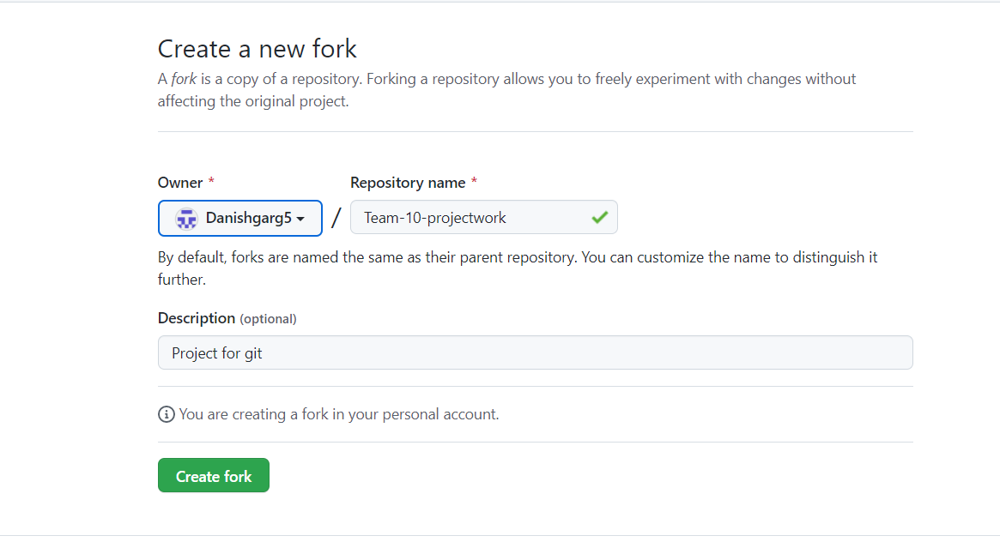 Create a new fork
A fork is a copy of a repository. Forking a repository allows you to freely experiment with changes without
affecting the original project.
Owner * Repository name *
Danishgarg5 / Team-10-projectwork
By default, forks are named the same as their parent repository. You can customize the name to distinguish it
further.
Description (optional)
Project for git
You are creating a fork in your personal account.
Create fork